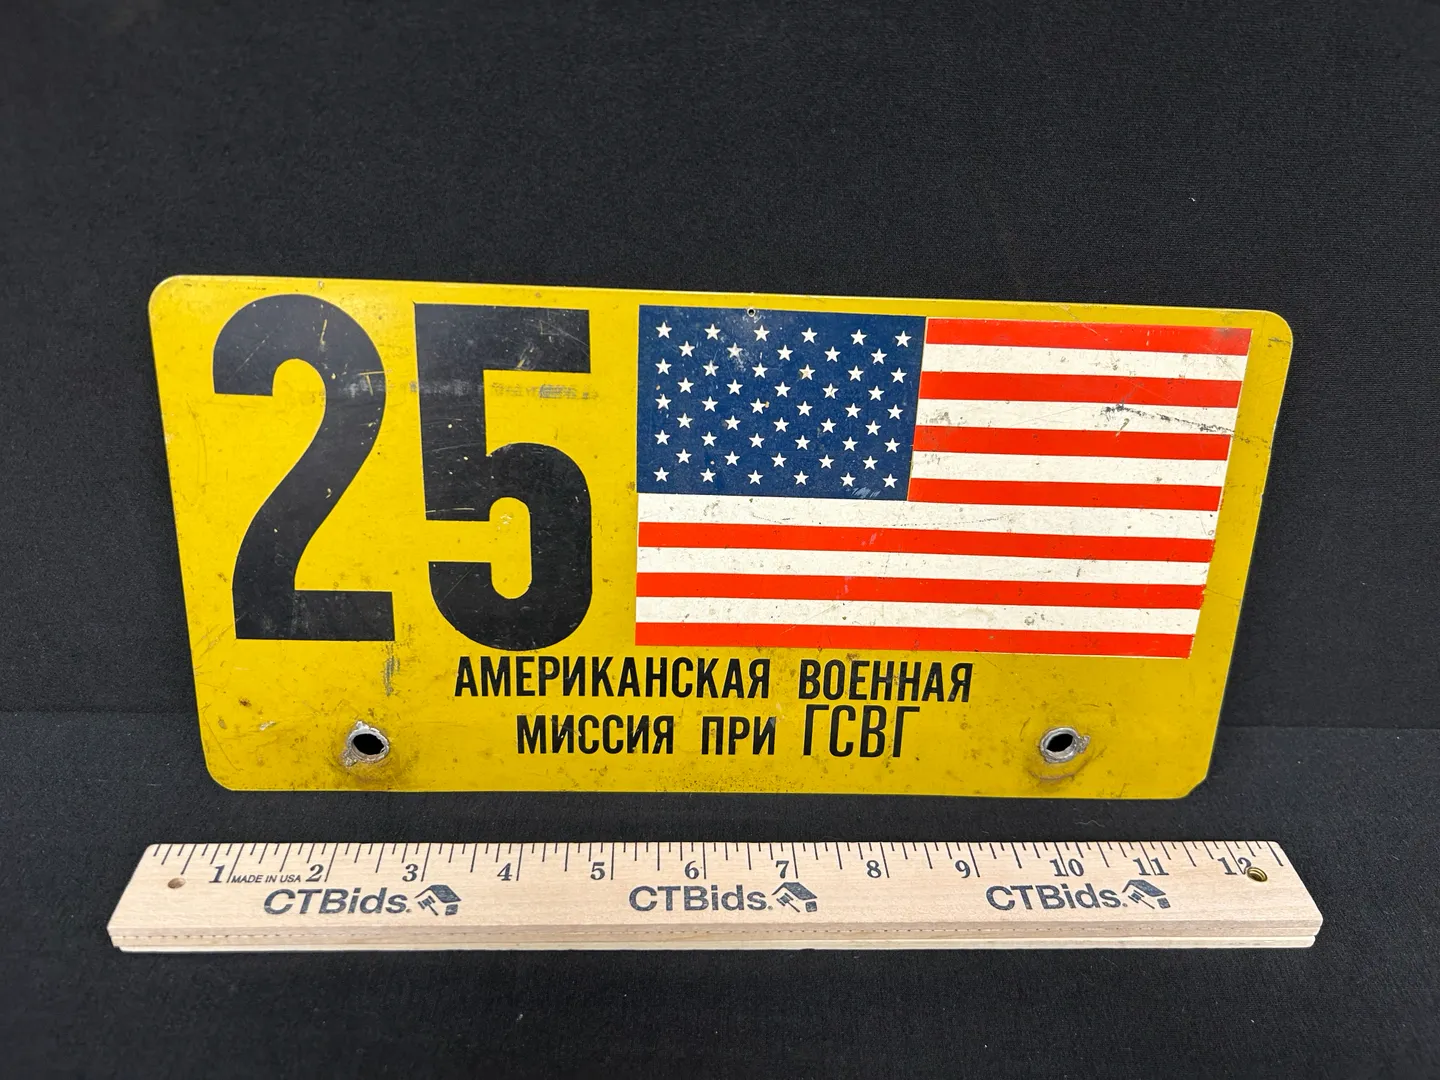 25
АМЕРИКАНСКАЯ ВОЕННАЯ
МИССИЯ ПРИ ГСВГ
1 MADE IN USA 2 3 4 5 6 7 8 9 10 11 12
CTBids. CTBids. CTBids.